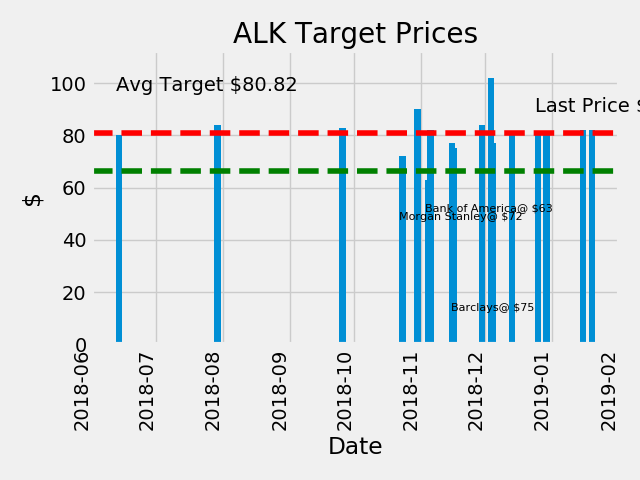 ALK Target Prices
Avg Target $80.82
Last Price $
100
80
60
40
20
0
$
Bank of America@ $63
Morgan Stanley@ $72
Barclays@ $75
2018-06
2018-07
2018-08
2018-09
2018-10
2018-11
2018-12
2019-01
2019-02
Date